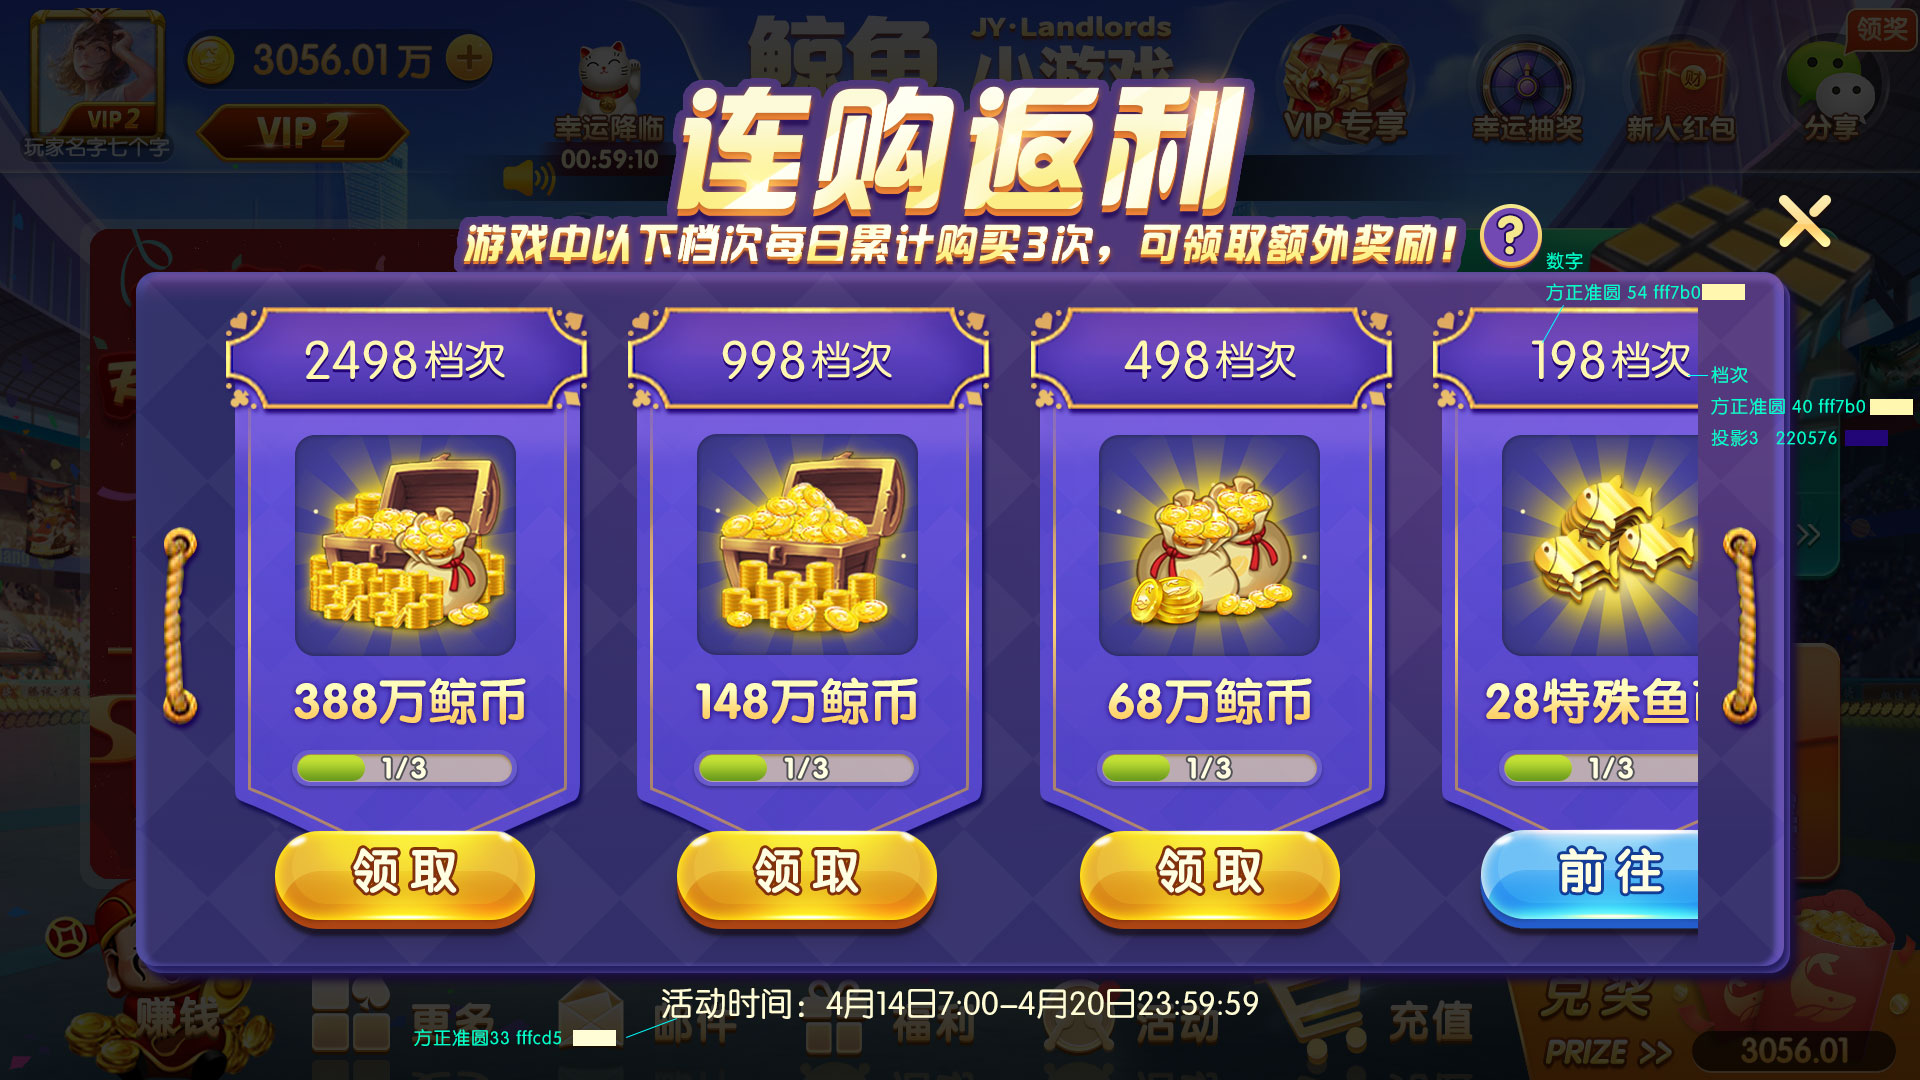 领奖
鲸鱼
JY·Landlords
小游戏
3056.01万
VIP 2
VIP 2
玩家名字七个字
幸运降临
00:59:10
VIP专享
幸运抽奖
新人红包
分享
连购返利
游戏中以下档次每日累计购买3次，可领取额外奖励！
?
数字
方正准圆 54 fff7b0
2498档次
998档次
498档次
198档次
档次
方正准圆 40 fff7b0
投影3 220576
388万鲸币
148万鲸币
68万鲸币
28特殊鱼
1/3
1/3
1/3
1/3
领取
领取
领取
前往
活动时间：4月14日7:00-4月20日23:59:59
方正准圆33 fffcd5
赚钱
更多
邮件
福利
活动
充值
兑奖
PRIZE >>
3056.01